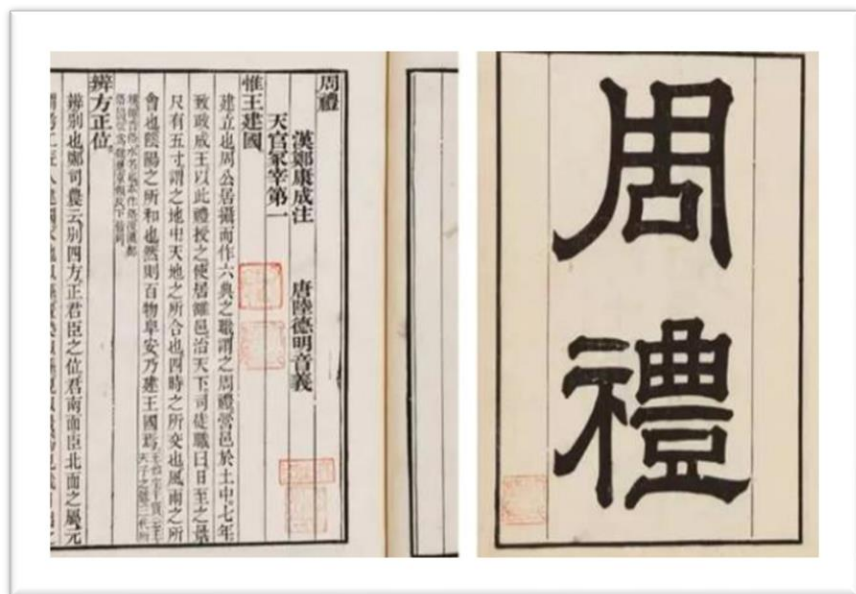 周禮
周禮
漢鄭康成注 唐陸德明音義
天官冢宰第一
惟王建國
建立也周公居攝而作六典之職謂之周禮營邑於土中七年
致政成王以此禮授之使居雒邑治天下司徒職曰日至之景
尺有五寸謂之地中天地之所合也四時之所交也風雨之所
會也陰陽之所和也然則百物阜安乃建王國焉
辨方正位
辨別也鄭司農云別四方正君臣之位君南面臣北面之屬元